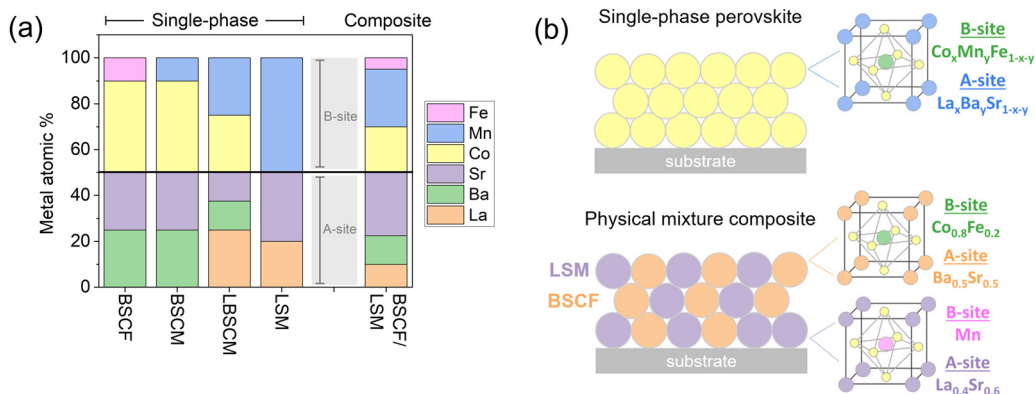 (a)
Single-phase
Composite
Metal atomic %
100
80
60
40
20
0
B-site
A-site
BSCF
BSCM
LBSCM
LSM
BSCF/
LSM
Fe
Mn
Co
Sr
Ba
La
(b)
Single-phase perovskite
substrate
B-site
CoₓMnᵧFe₁₋ₓ₋ᵧ
A-site
LaₓBaᵧSr₁₋ₓ₋ᵧ
Physical mixture composite
LSM
BSCF
substrate
B-site
Co₀.₈Fe₀.₂
A-site
Ba₀.₅Sr₀.₅
B-site
Mn
A-site
La₀.₄Sr₀.₆